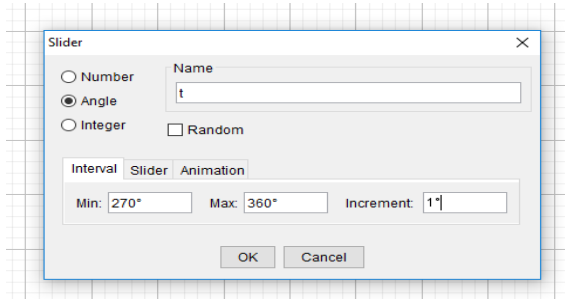 Slider
Number
Angle
Integer
Name
t
Random
Interval Slider Animation
Min: 270° Max: 360° Increment: 1°
OK Cancel